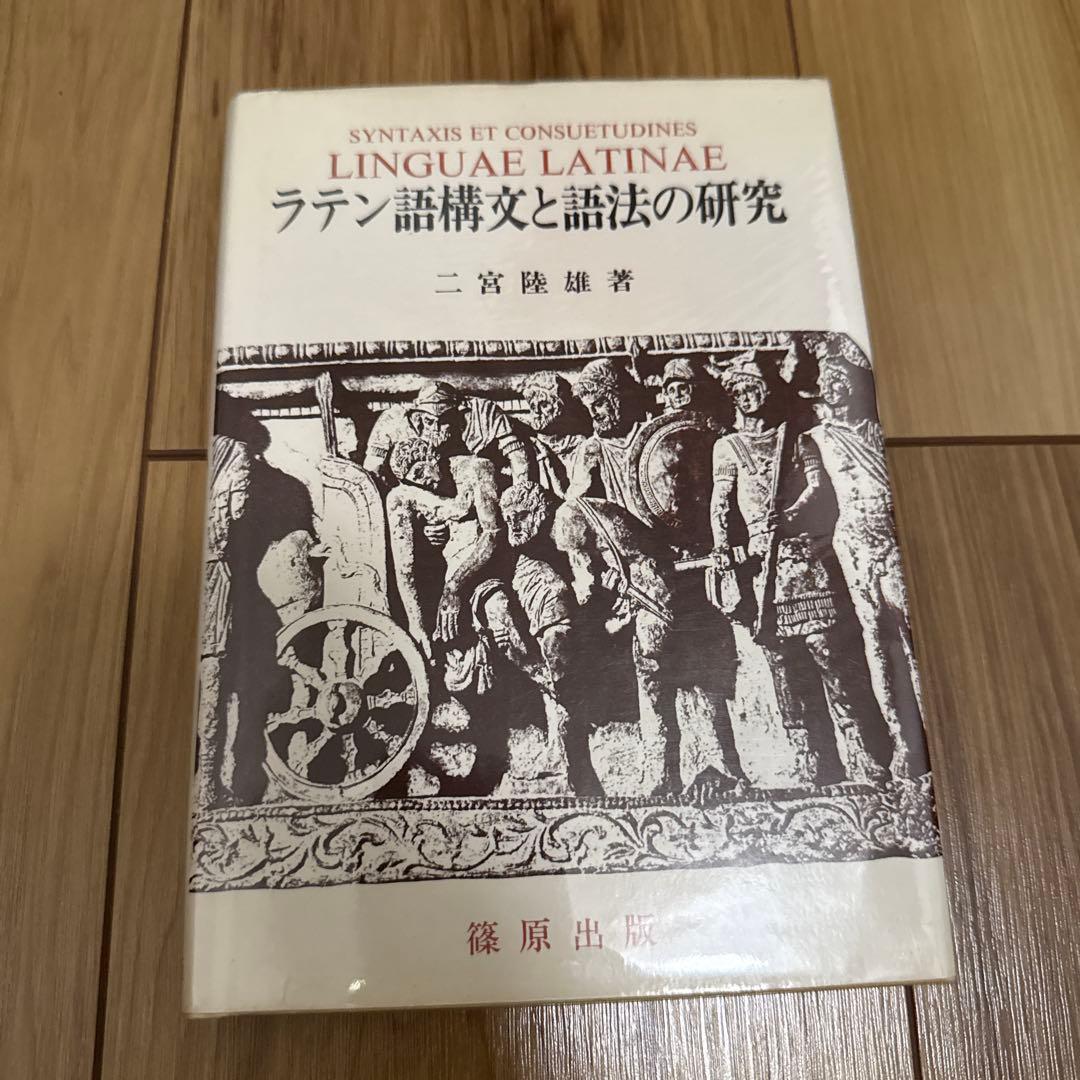 SYNTAXIS ET CONSUETUDINES
LINGUAE LATINAE
ラテン語構文と語法の研究
二宮陸雄著
篠原出版